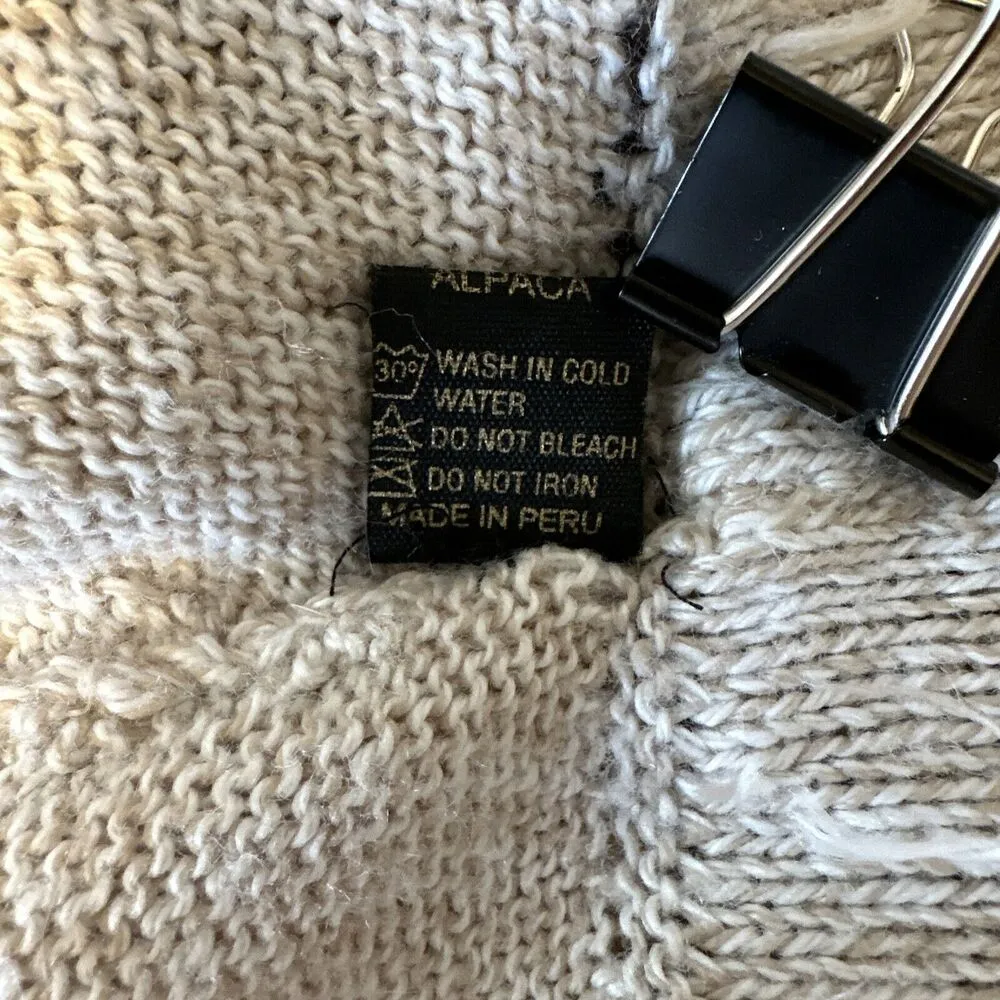 ALPACA
30° WASH IN COLD
WATER
DO NOT BLEACH
DO NOT IRON
MADE IN PERU